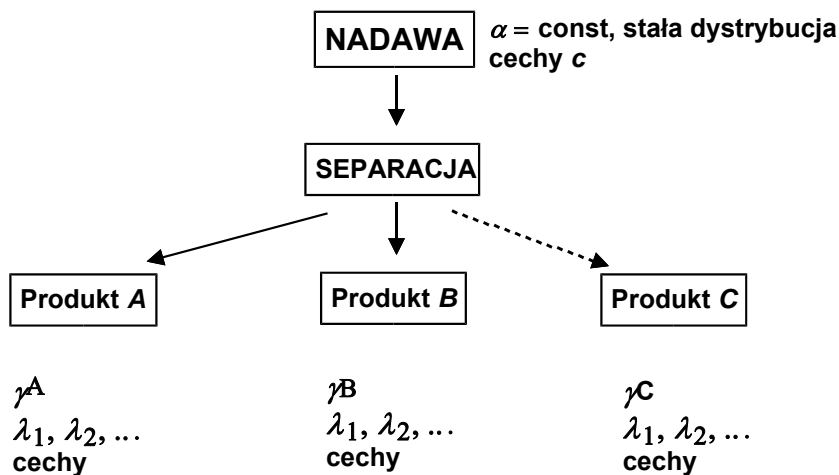 NADAWA
α = const, stała dystrybucja
cechy c
SEPARACJA
Produkt A
Produkt B
Produkt C
γA
λ1, λ2, ...
cechy
γB
λ1, λ2, ...
cechy
γC
λ1, λ2, ...
cechy